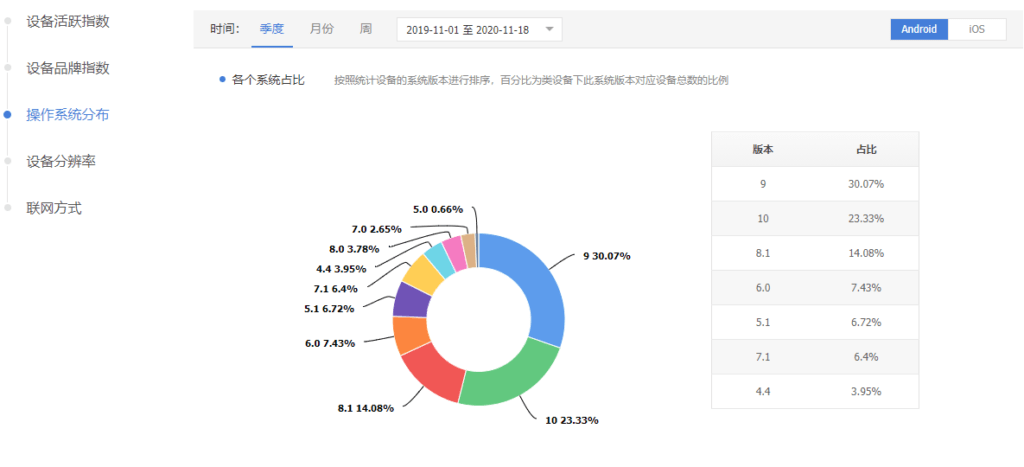 设备活跃指数
设备品牌指数
操作系统分布
设备分辨率
联网方式
时间: 季度 月份 周 2019-11-01 至 2020-11-18 Android iOS
各个系统占比 按照统计设备的系统版本进行排序，百分比为类设备下此系统版本对应设备总数的比例
5.0 0.66%
7.0 2.65%
8.0 3.78%
4.4 3.95%
7.1 6.4%
5.1 6.72%
6.0 7.43%
8.1 14.08%
9 30.07%
10 23.33%
版本 占比
9 30.07%
10 23.33%
8.1 14.08%
6.0 7.43%
5.1 6.72%
7.1 6.4%
4.4 3.95%